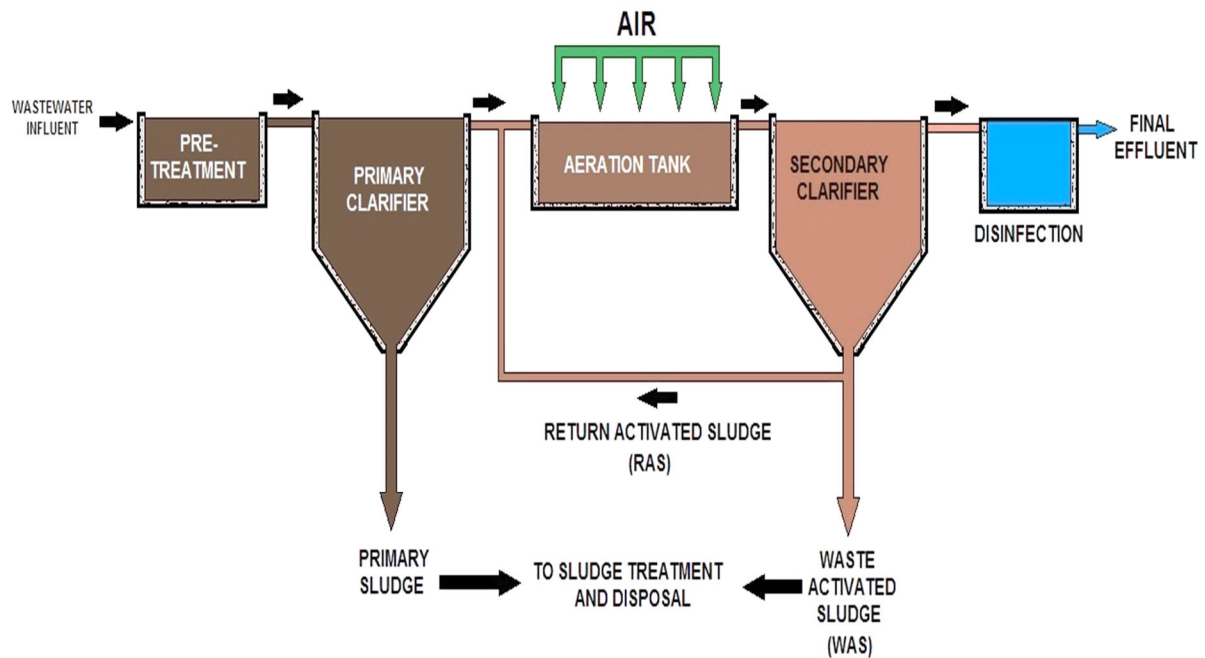 AIR
WASTEWATER
INFLUENT
PRE-
TREATMENT
PRIMARY
CLARIFIER
AERATION TANK
SECONDARY
CLARIFIER
DISINFECTION
FINAL
EFFLUENT
RETURN ACTIVATED SLUDGE
(RAS)
PRIMARY
SLUDGE
TO SLUDGE TREATMENT
AND DISPOSAL
WASTE
ACTIVATED
SLUDGE
(WAS)